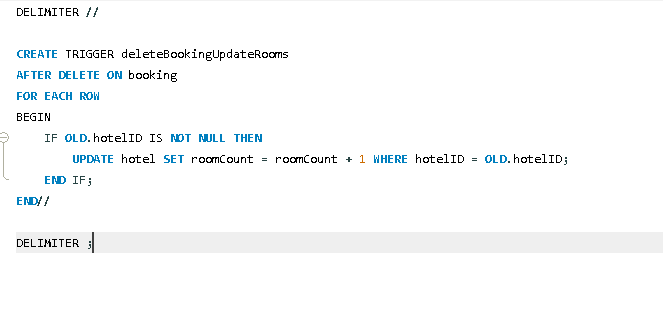 DELIMITER //
CREATE TRIGGER deleteBookingUpdateRooms
AFTER DELETE ON booking
FOR EACH ROW
BEGIN
    IF OLD.hotelID IS NOT NULL THEN
        UPDATE hotel SET roomCount = roomCount + 1 WHERE hotelID = OLD.hotelID;
    END IF;
END//
DELIMITER ;